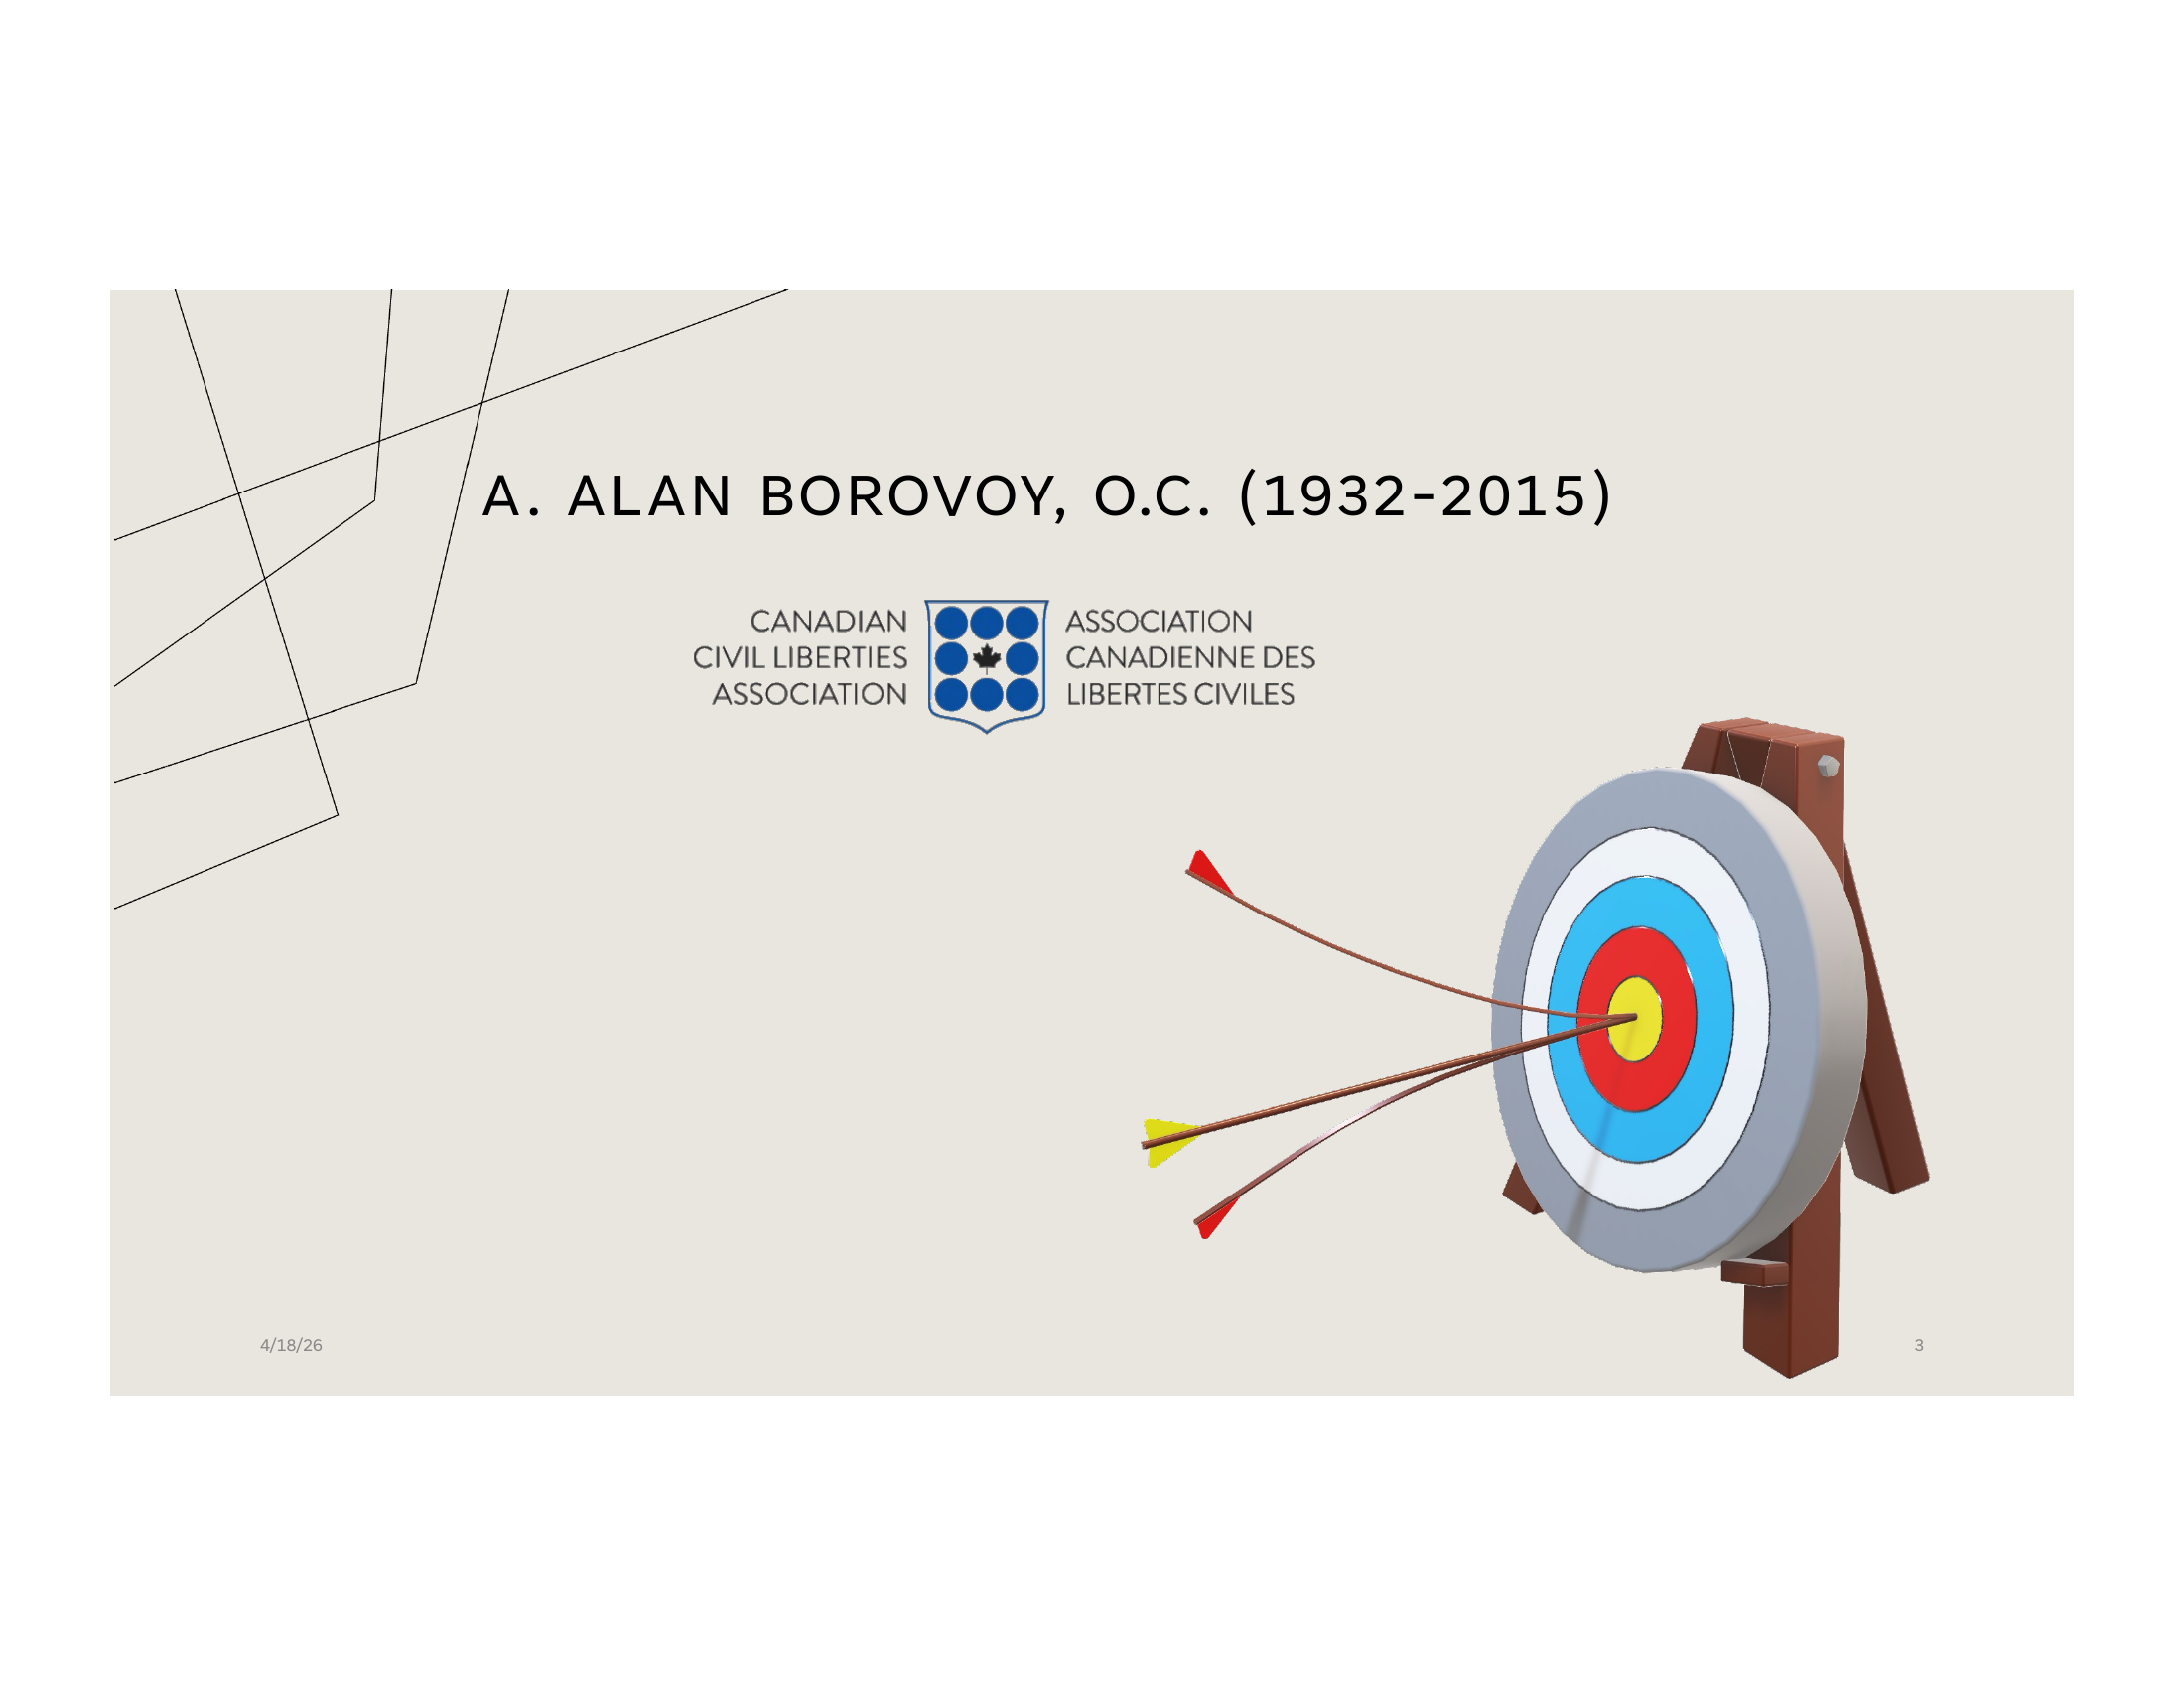 A. ALAN BOROVOY, O.C. (1932-2015)
CANADIAN
CIVIL LIBERTIES
ASSOCIATION
ASSOCIATION
CANADIENNE DES
LIBERTES CIVILES
4/18/26
3